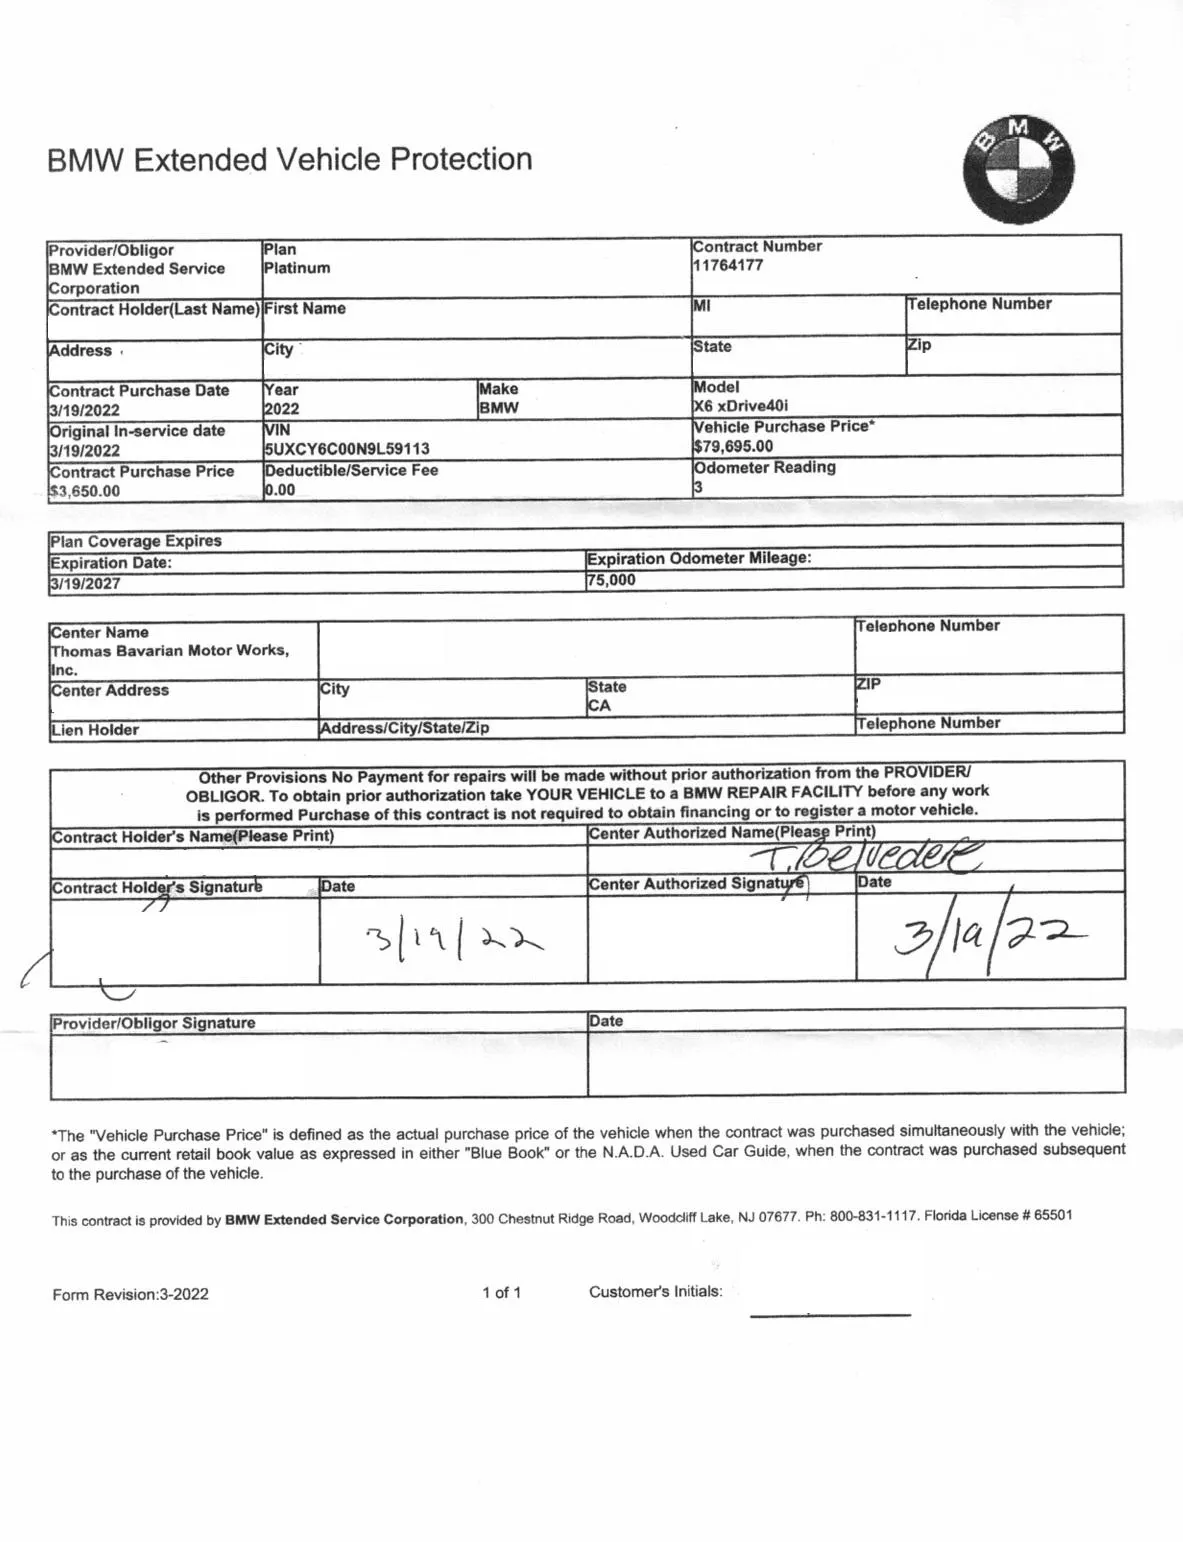 BMW
BMW Extended Vehicle Protection
Provider/Obligor
BMW Extended Service
Corporation
Plan
Platinum
Contract Number
11764177
Contract Holder(Last Name)
First Name
MI
Telephone Number
Address
City
State
Zip
Contract Purchase Date
3/19/2022
Year
2022
Make
BMW
Model
X6 xDrive40i
Original In-service date
3/19/2022
VIN
5UXCY6C00N9L59113
Vehicle Purchase Price*
$79,695.00
Contract Purchase Price
$3,650.00
Deductible/Service Fee
0.00
Odometer Reading
3
Plan Coverage Expires
Expiration Date:
Expiration Odometer Mileage:
3/19/2027
75,000
Center Name
Thomas Bavarian Motor Works,
Inc.
Telephone Number
Center Address
City
State
CA
ZIP
Lien Holder
Address/City/State/Zip
Telephone Number
Other Provisions No Payment for repairs will be made without prior authorization from the PROVIDER/
OBLIGOR. To obtain prior authorization take YOUR VEHICLE to a BMW REPAIR FACILITY before any work
is performed Purchase of this contract is not required to obtain financing or to register a motor vehicle.
Contract Holder's Name(Please Print)
Center Authorized Name(Please Print)
T. Belvedere
Contract Holder's Signature
Date
Center Authorized Signature
Date
3/19/22
3/19/22
Provider/Obligor Signature
Date
*The "Vehicle Purchase Price" is defined as the actual purchase price of the vehicle when the contract was purchased simultaneously with the vehicle;
or as the current retail book value as expressed in either "Blue Book" or the N.A.D.A. Used Car Guide, when the contract was purchased subsequent
to the purchase of the vehicle.
This contract is provided by BMW Extended Service Corporation, 300 Chestnut Ridge Road, Woodcliff Lake, NJ 07677. Ph: 800-831-1117. Florida License # 65501
Form Revision:3-2022
1 of 1
Customer's Initials: